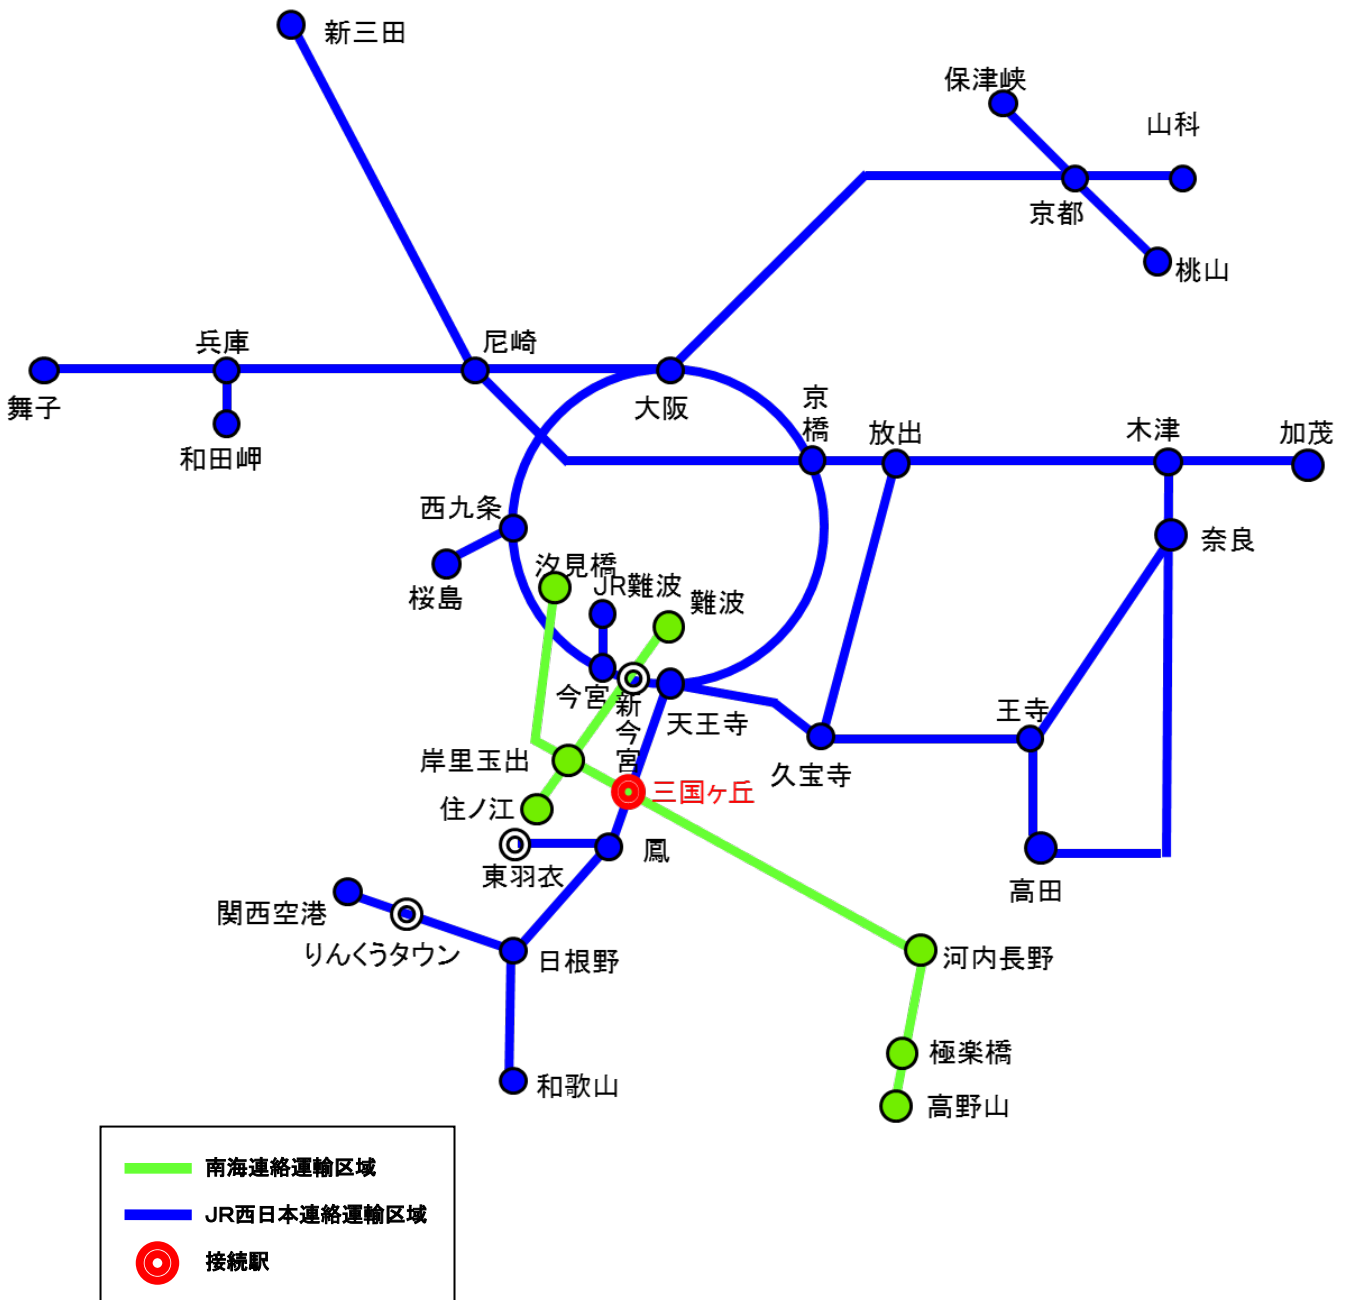 新三田
保津峡
山科
京都
桃山
兵庫
尼崎
舞子
大阪
京橋
放出
木津
加茂
和田岬
西九条
奈良
汐見橋
JR難波
難波
桜島
今宮
新今宮
天王寺
王寺
岸里玉出
久宝寺
三国ヶ丘
住ノ江
鳳
東羽衣
高田
関西空港
りんくうタウン
日根野
河内長野
極楽橋
和歌山
高野山
南海連絡運輸区域
JR西日本連絡運輸区域
接続駅